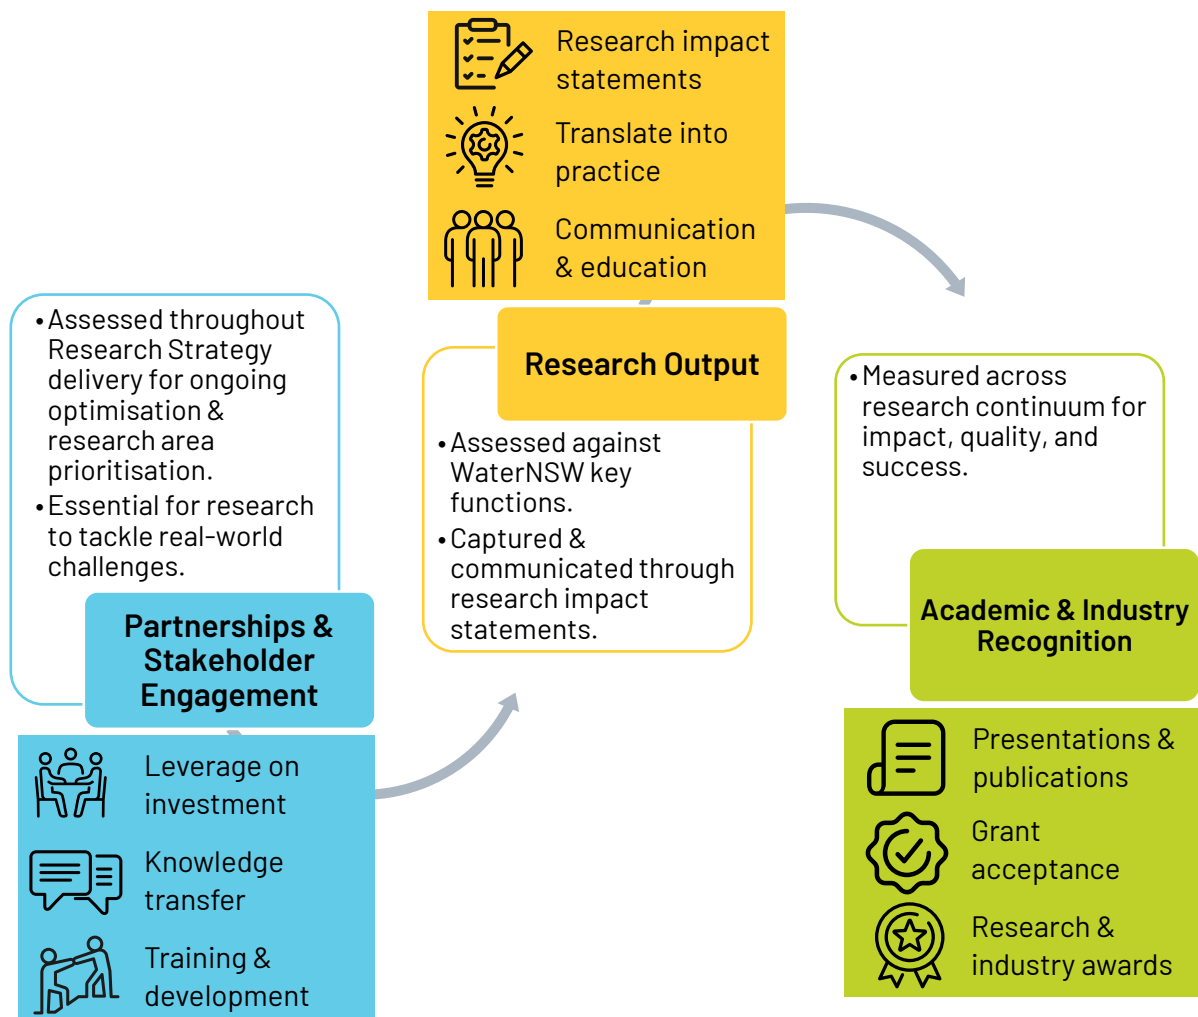 •Assessed throughout
Research Strategy
delivery for ongoing
optimisation &
research area
prioritisation.
•Essential for research
to tackle real-world
challenges.
Partnerships &
Stakeholder
Engagement
Leverage on
investment
Knowledge
transfer
Training &
development
Research impact
statements
Translate into
practice
Communication
& education
Research Output
•Assessed against
WaterNSW key
functions.
•Captured &
communicated through
research impact
statements.
•Measured across
research continuum for
impact, quality, and
success.
Academic & Industry
Recognition
Presentations &
publications
Grant
acceptance
Research &
industry awards